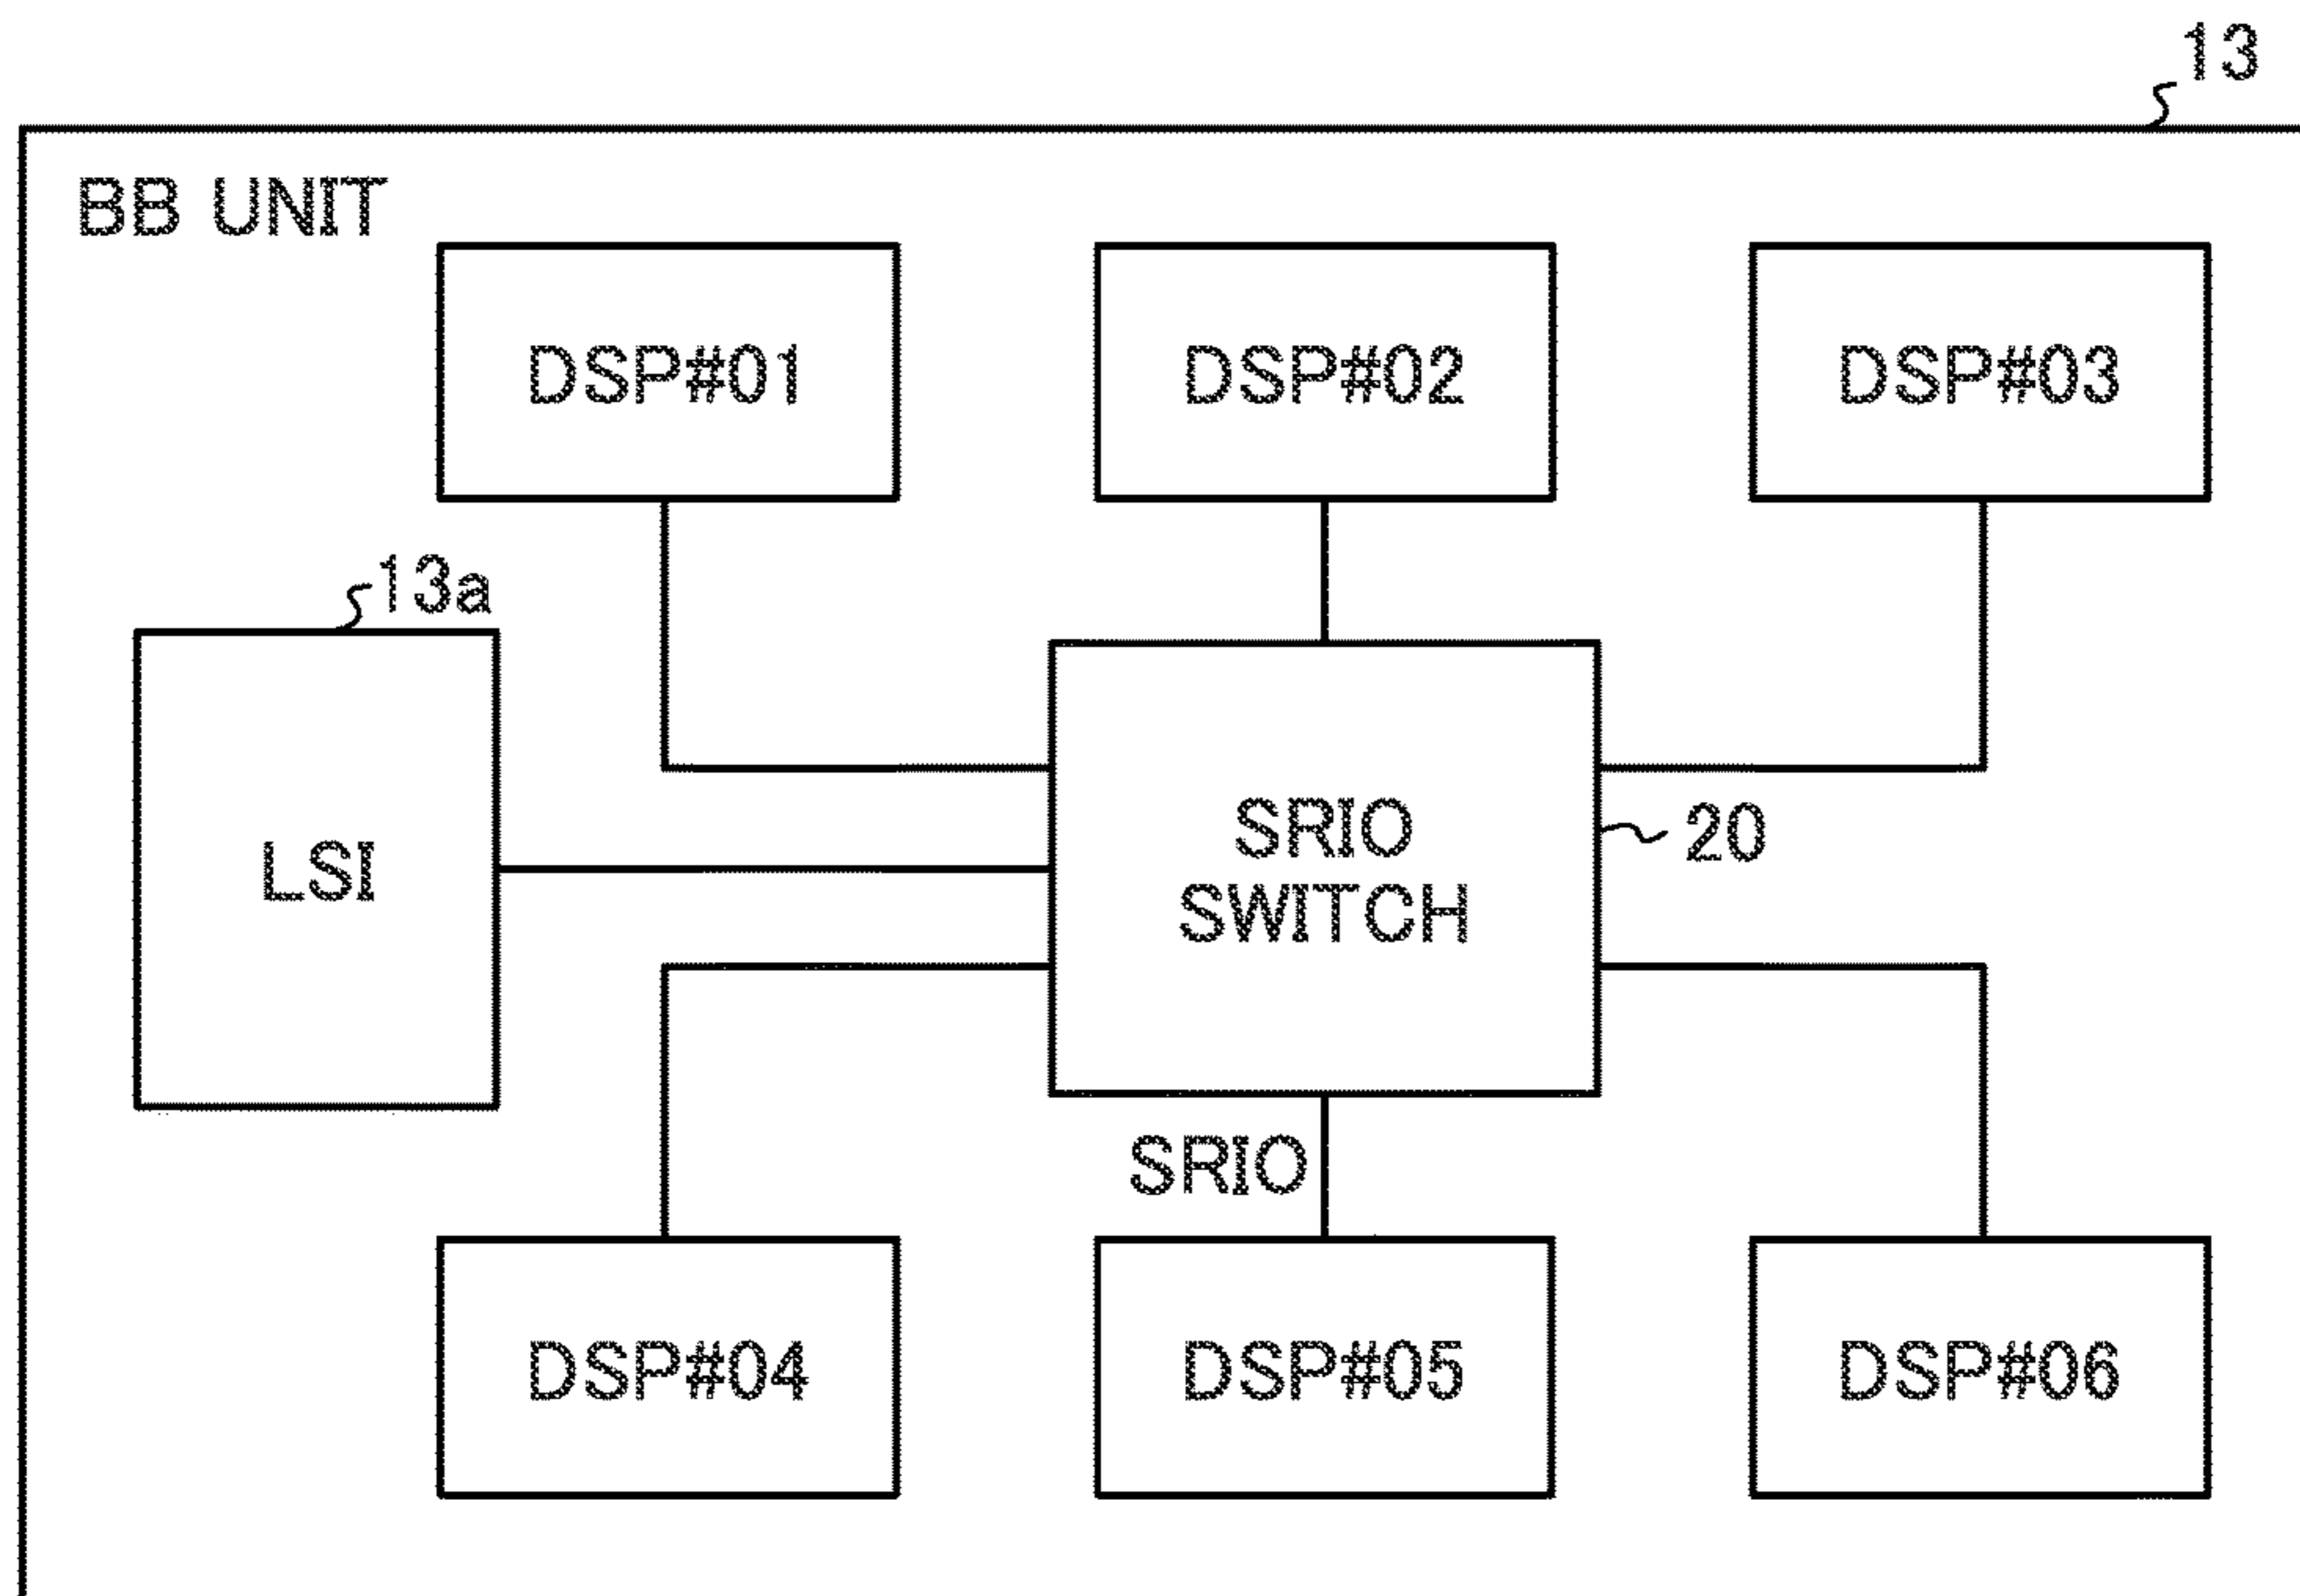 13
BB UNIT
DSP#01
DSP#02
DSP#03
13a
LSI
SRIO
SWITCH
20
SRIO
DSP#04
DSP#05
DSP#06